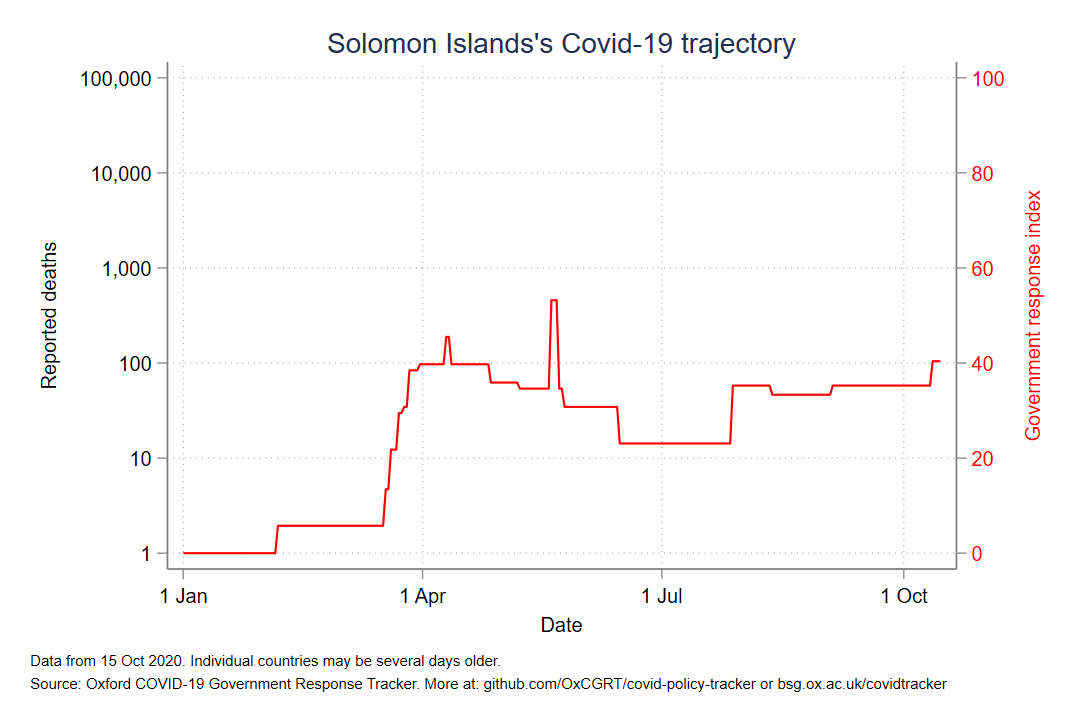 Solomon Islands's Covid-19 trajectory
100,000
10,000
1,000
100
10
1
Reported deaths
100
80
60
40
20
0
Government response index
1 Jan
1 Apr
1 Jul
1 Oct
Date
Data from 15 Oct 2020. Individual countries may be several days older.
Source: Oxford COVID-19 Government Response Tracker. More at: github.com/OxCGRT/covid-policy-tracker or bsg.ox.ac.uk/covidtracker